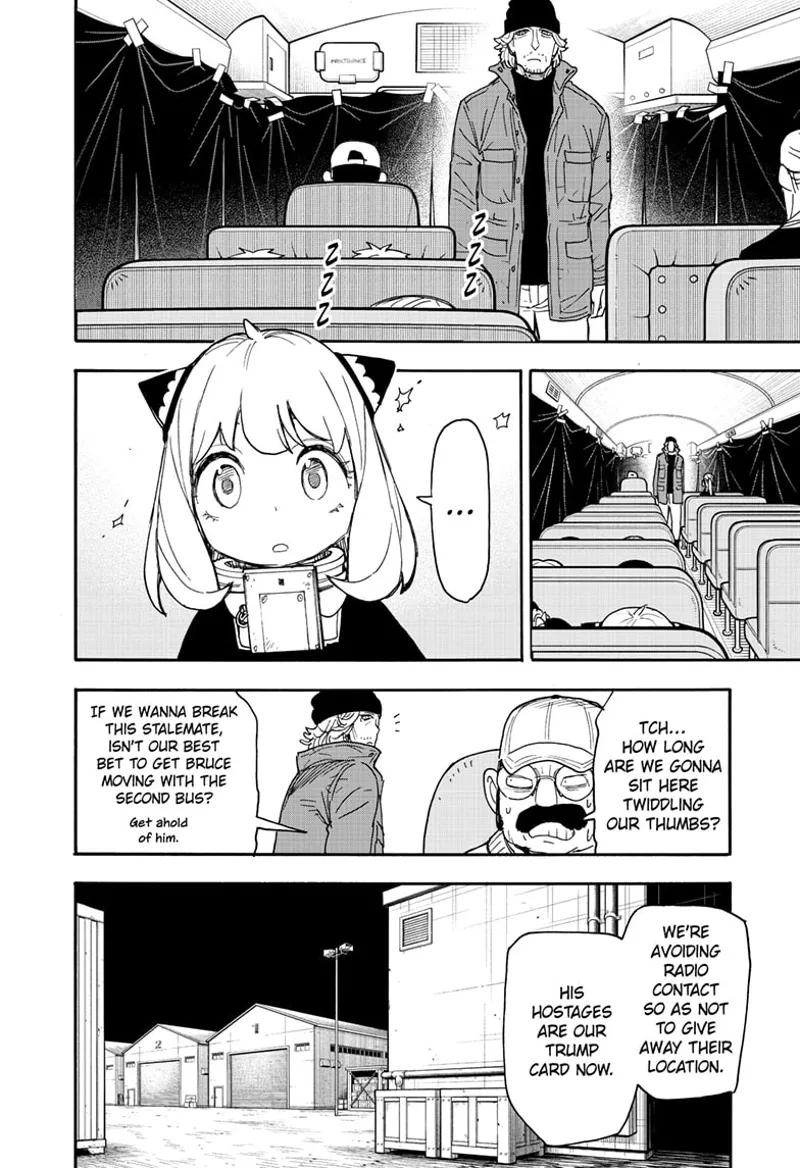 Z
Z
Z
Z
Z
Z
...
TCH...
HOW LONG
ARE WE GONNA
SIT HERE
TWIDDLING
OUR THUMBS?
IF WE WANNA BREAK
THIS STALEMATE,
ISN'T OUR BEST
BET TO GET BRUCE
MOVING WITH THE
SECOND BUS?
Get ahold
of him.
WE'RE
AVOIDING
RADIO
CONTACT
SO AS NOT
TO GIVE
AWAY THEIR
LOCATION.
HIS
HOSTAGES
ARE OUR
TRUMP
CARD NOW.
2